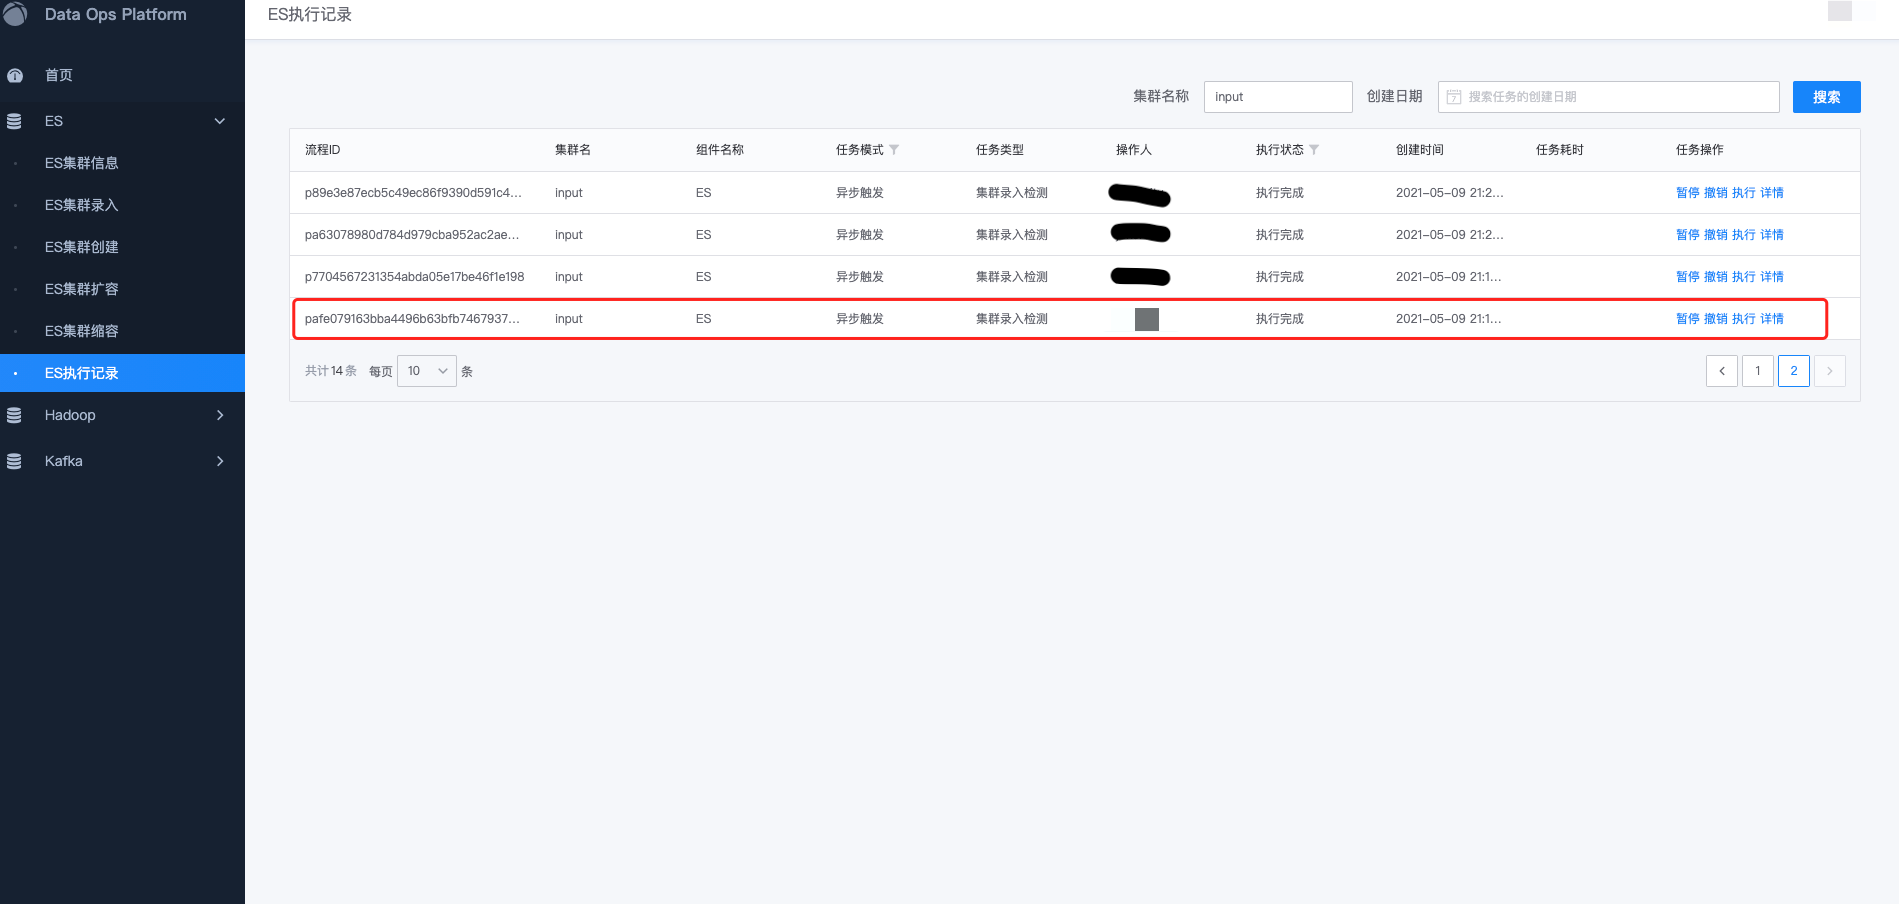 Data Ops Platform
ES执行记录
首页
ES
ES集群信息
ES集群录入
ES集群创建
ES集群扩容
ES集群缩容
ES执行记录
Hadoop
Kafka
集群名称 input 创建日期 搜索任务的创建日期 搜索
流程ID 集群名 组件名称 任务模式 任务类型 操作人 执行状态 创建时间 任务耗时 任务操作
p89e3e87ecb5c49ec86f9390d591c4... input ES 异步触发 集群录入检测 执行完成 2021-05-09 21:2... 暂停 撤销 执行 详情
pa63078980d784d979cba952ac2ae... input ES 异步触发 集群录入检测 执行完成 2021-05-09 21:2... 暂停 撤销 执行 详情
p7704567231354abda05e17be46f1e198 input ES 异步触发 集群录入检测 执行完成 2021-05-09 21:1... 暂停 撤销 执行 详情
pafe079163bba4496b63bfb7467937... input ES 异步触发 集群录入检测 执行完成 2021-05-09 21:1... 暂停 撤销 执行 详情
共计14条 每页 10 条 1 2